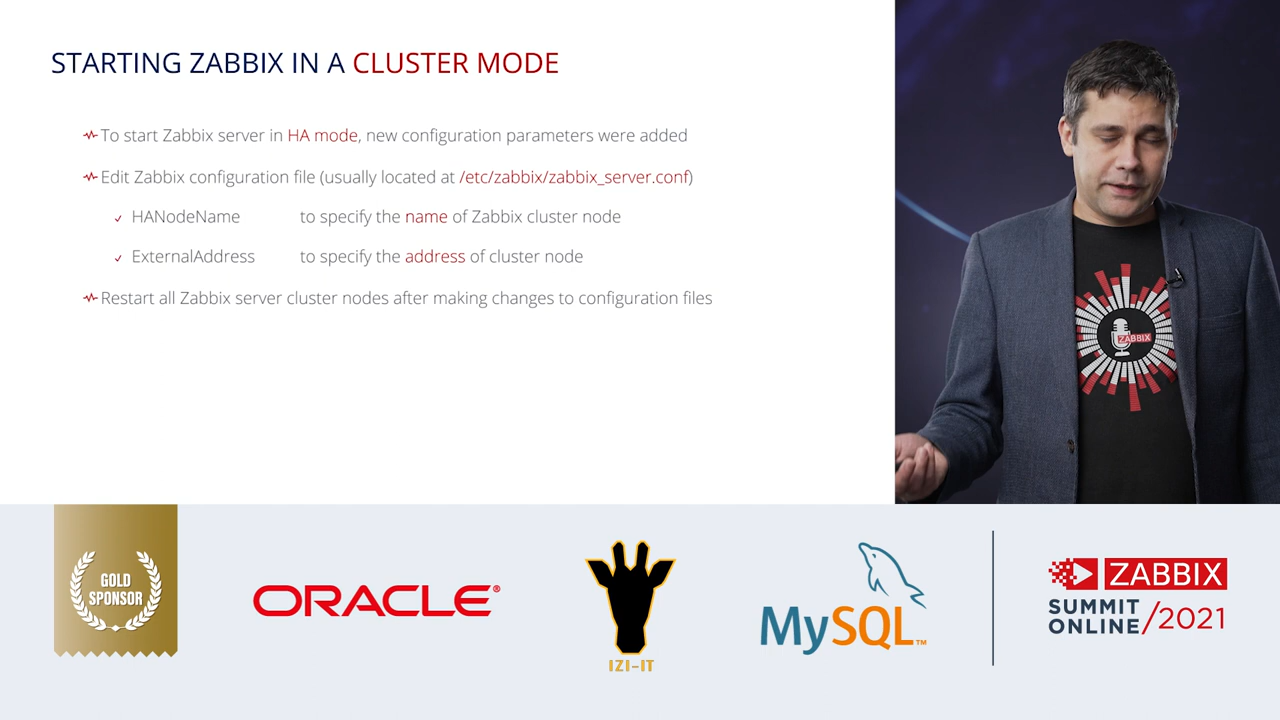 STARTING ZABBIX IN A CLUSTER MODE
To start Zabbix server in HA mode, new configuration parameters were added
Edit Zabbix configuration file (usually located at /etc/zabbix/zabbix_server.conf)
HANodeName to specify the name of Zabbix cluster node
ExternalAddress to specify the address of cluster node
Restart all Zabbix server cluster nodes after making changes to configuration files
ZABBIX
GOLD
SPONSOR
ORACLE®
IZI-IT
MySQL™
ZABBIX
SUMMIT
ONLINE/2021